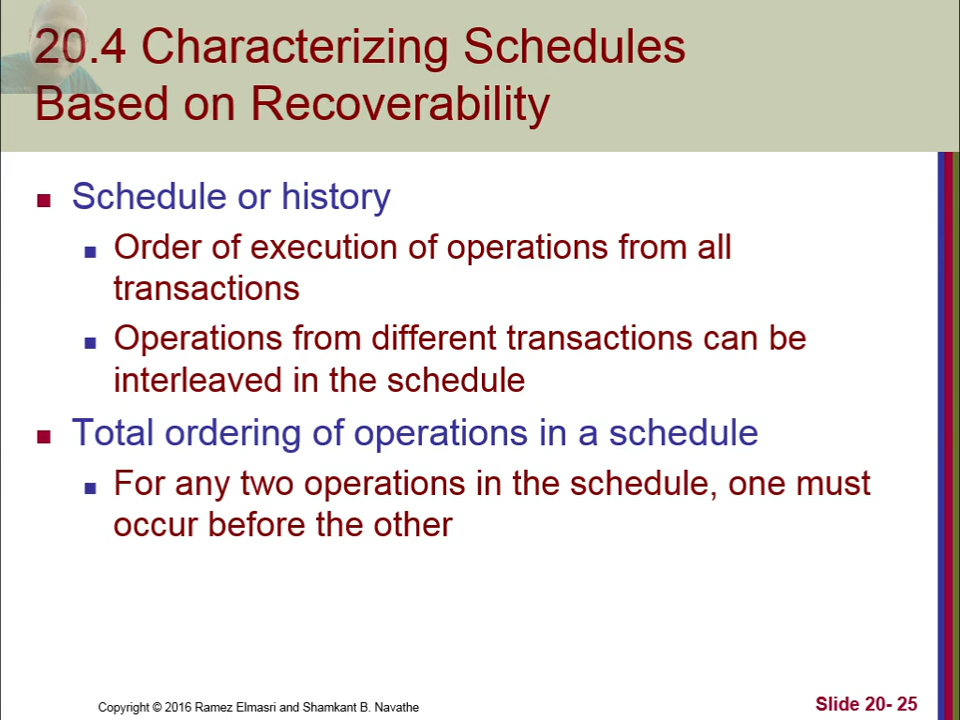 20.4 Characterizing Schedules
Based on Recoverability
Schedule or history
Order of execution of operations from all
transactions
Operations from different transactions can be
interleaved in the schedule
Total ordering of operations in a schedule
For any two operations in the schedule, one must
occur before the other
Copyright © 2016 Ramez Elmasri and Shamkant B. Navathe
Slide 20- 25